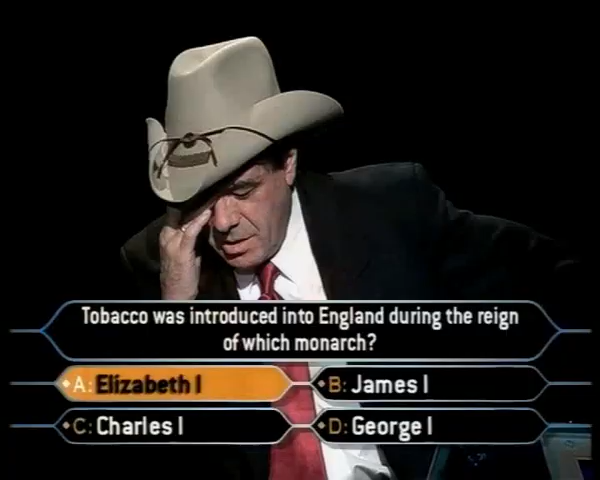 Tobacco was introduced into England during the reign
of which monarch?
A: Elizabeth I
B: James I
C: Charles I
D: George I